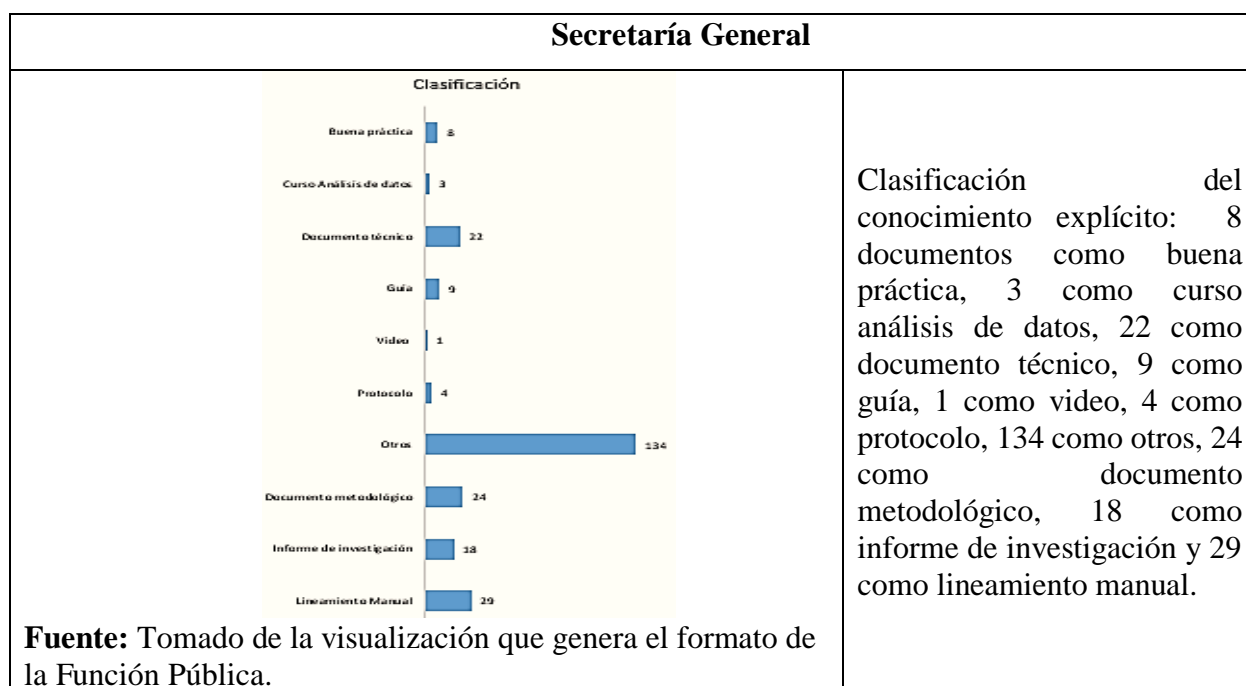 Secretaría General
Clasificación
Buena práctica 8
Curso Análisis de datos 3
Documento técnico 22
Guía 9
Video 1
Protocolo 4
Otros 134
Documento metodológico 24
Informe de investigación 18
Lineamiento Manual 29
Fuente: Tomado de la visualización que genera el formato de
la Función Pública.
Clasificación del
conocimiento explícito: 8
documentos como buena
práctica, 3 como curso
análisis de datos, 22 como
documento técnico, 9 como
guía, 1 como video, 4 como
protocolo, 134 como otros, 24
como documento
metodológico, 18 como
informe de investigación y 29
como lineamiento manual.